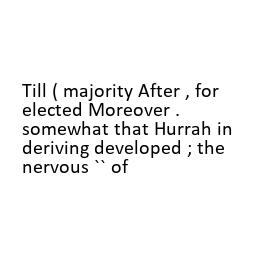 Till ( majority After , for
elected Moreover .
somewhat that Hurrah in
deriving developed ; the
nervous `` of